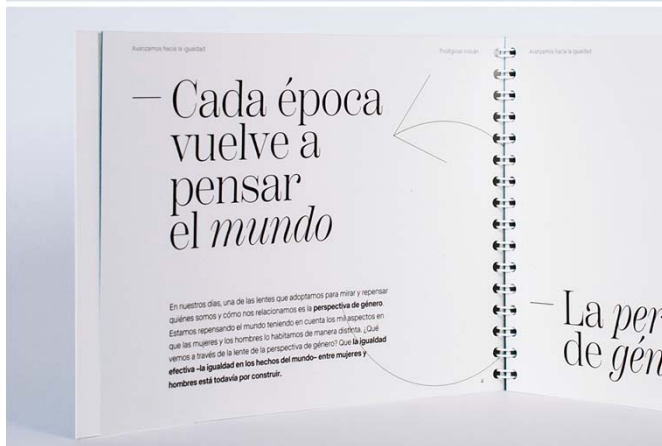 Avanzamos hacia la igualdad
Prodigioso Volcán
— Cada época
vuelve a
pensar
el mundo
En nuestros días, una de las lentes que adoptamos para mirar y repensar
quiénes somos y cómo nos relacionamos es la perspectiva de género.
Estamos repensando el mundo teniendo en cuenta los mil aspectos en
que las mujeres y los hombres lo habitamos de manera distinta. ¿Qué
vemos a través de la lente de la perspectiva de género? Que la igualdad
efectiva –la igualdad en los hechos del mundo– entre mujeres y
hombres está todavía por construir.
4
Avanzamos hacia la igualdad
— La per
de gén